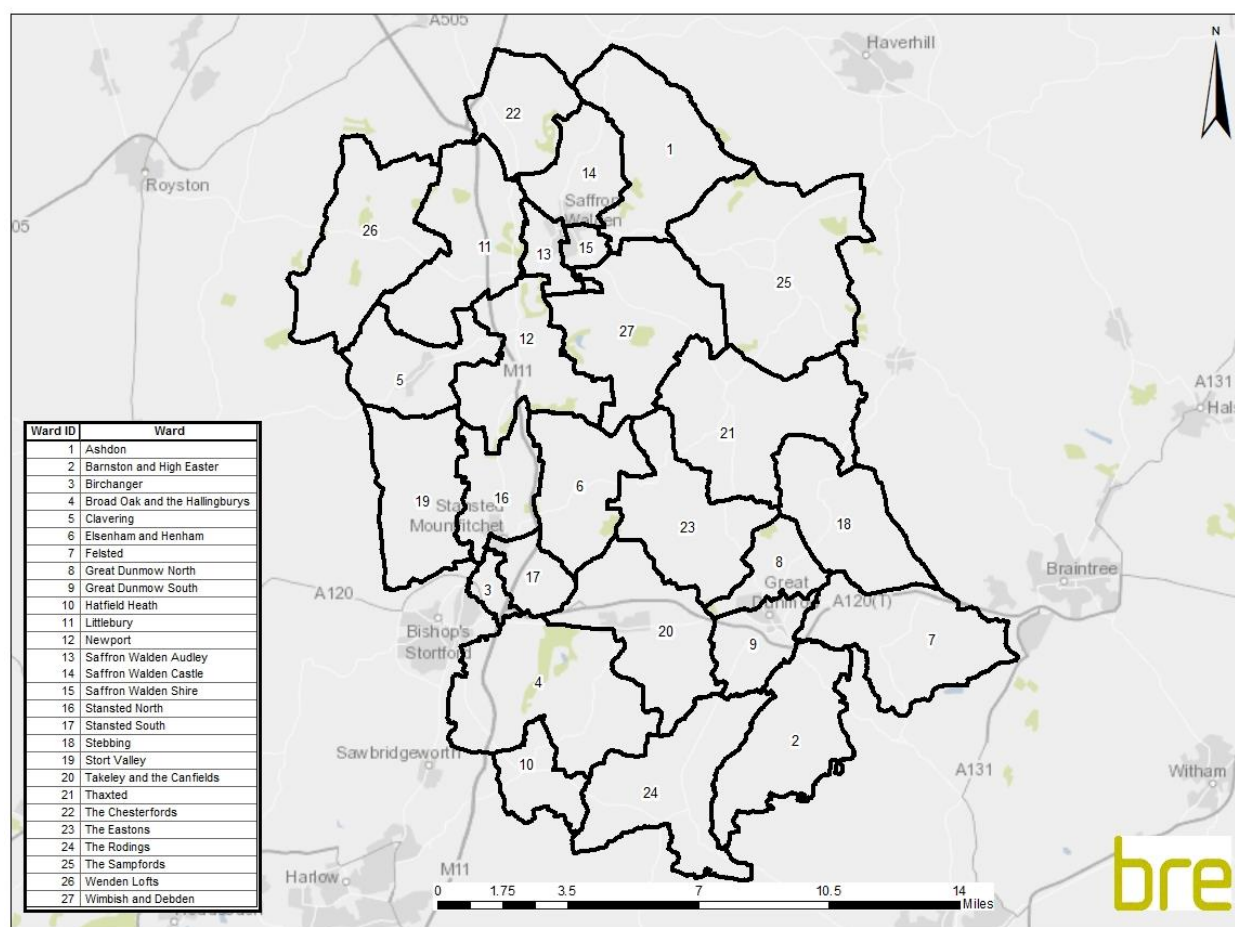 A505
Haverhill
N
22
1
14
Royston
Saffron
Walden
05
26
11
13
15
25
12
27
M11
5
A131
Hals
21
Ward ID Ward
1 Ashdon
2 Barnston and High Easter
3 Birchanger
4 Broad Oak and the Hallingburys
5 Clavering
6 Elsenham and Henham
7 Felsted
8 Great Dunmow North
9 Great Dunmow South
10 Hatfield Heath
11 Littlebury
12 Newport
13 Saffron Walden Audley
14 Saffron Walden Castle
15 Saffron Walden Shire
16 Stansted North
17 Stansted South
18 Stebbing
19 Stort Valley
20 Takeley and the Canfields
21 Thaxted
22 The Chesterfords
23 The Eastons
24 The Rodings
25 The Sampfords
26 Wenden Lofts
27 Wimbish and Debden
6
19
16
Stansted
Mountfitchet
23
18
8
17
3
Great
Dunmow
Braintree
A120
A120(T)
Bishop's
Stortford
20
9
7
4
2
Sawbridgeworth
10
24
A131
Witham
M11
Harlow
0 1.75 3.5 7 10.5 14
Miles
bre